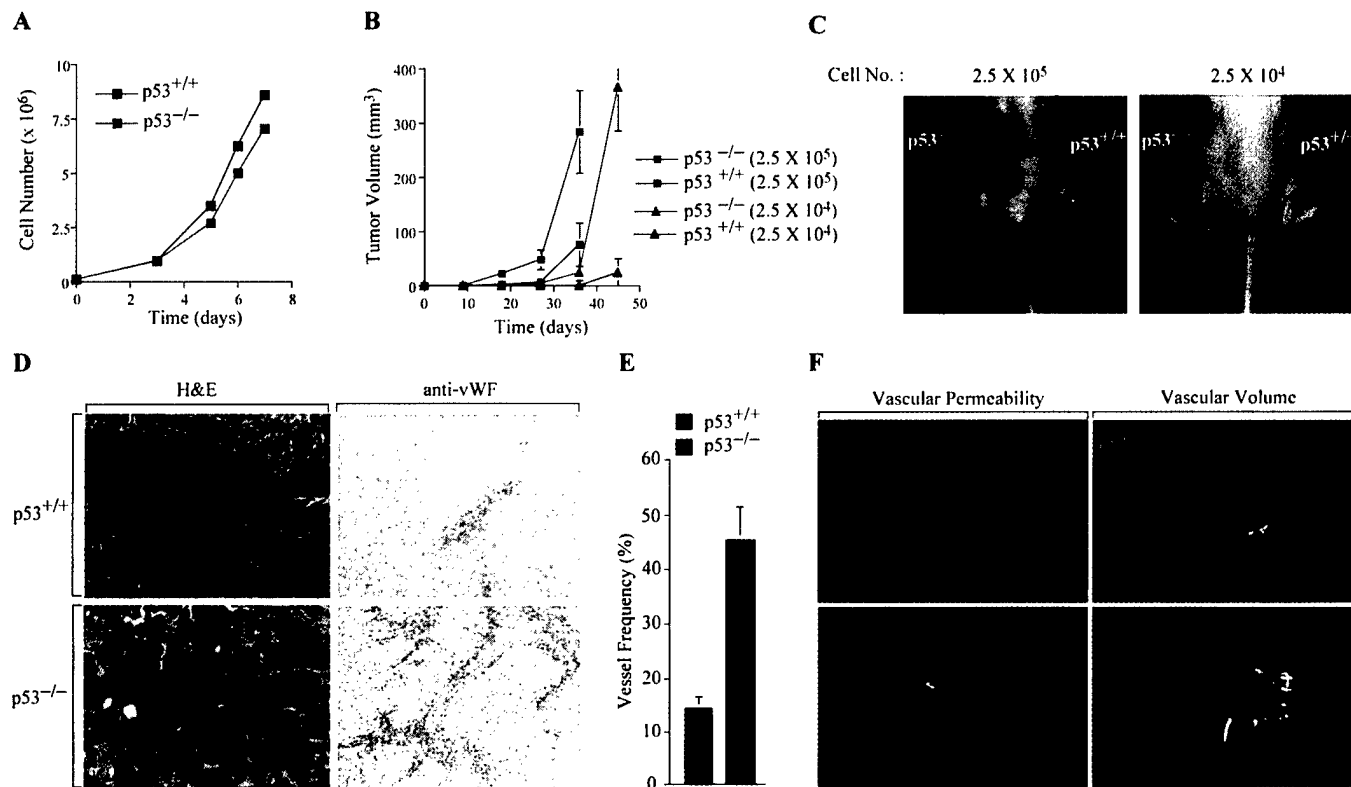 A
10
7.5
5
2.5
0
Cell Number (x 10⁶)
p53⁺/⁺
p53⁻/⁻
0 2 4 6 8
Time (days)
B
400
300
200
100
0
Tumor Volume (mm³)
0 10 20 30 40 50
Time (days)
p53 ⁻/⁻ (2.5 X 10⁵)
p53 ⁺/⁺ (2.5 X 10⁵)
p53 ⁻/⁻ (2.5 X 10⁴)
p53 ⁺/⁺ (2.5 X 10⁴)
C
Cell No. : 2.5 X 10⁵ 2.5 X 10⁴
p53 p53⁺/⁺ p53 p53⁺/
D
H&E anti-vWF
p53⁺/⁺
p53⁻/⁻
E
p53⁺/⁺
p53⁻/⁻
60
50
40
30
20
10
0
Vessel Frequency (%)
F
Vascular Permeability Vascular Volume